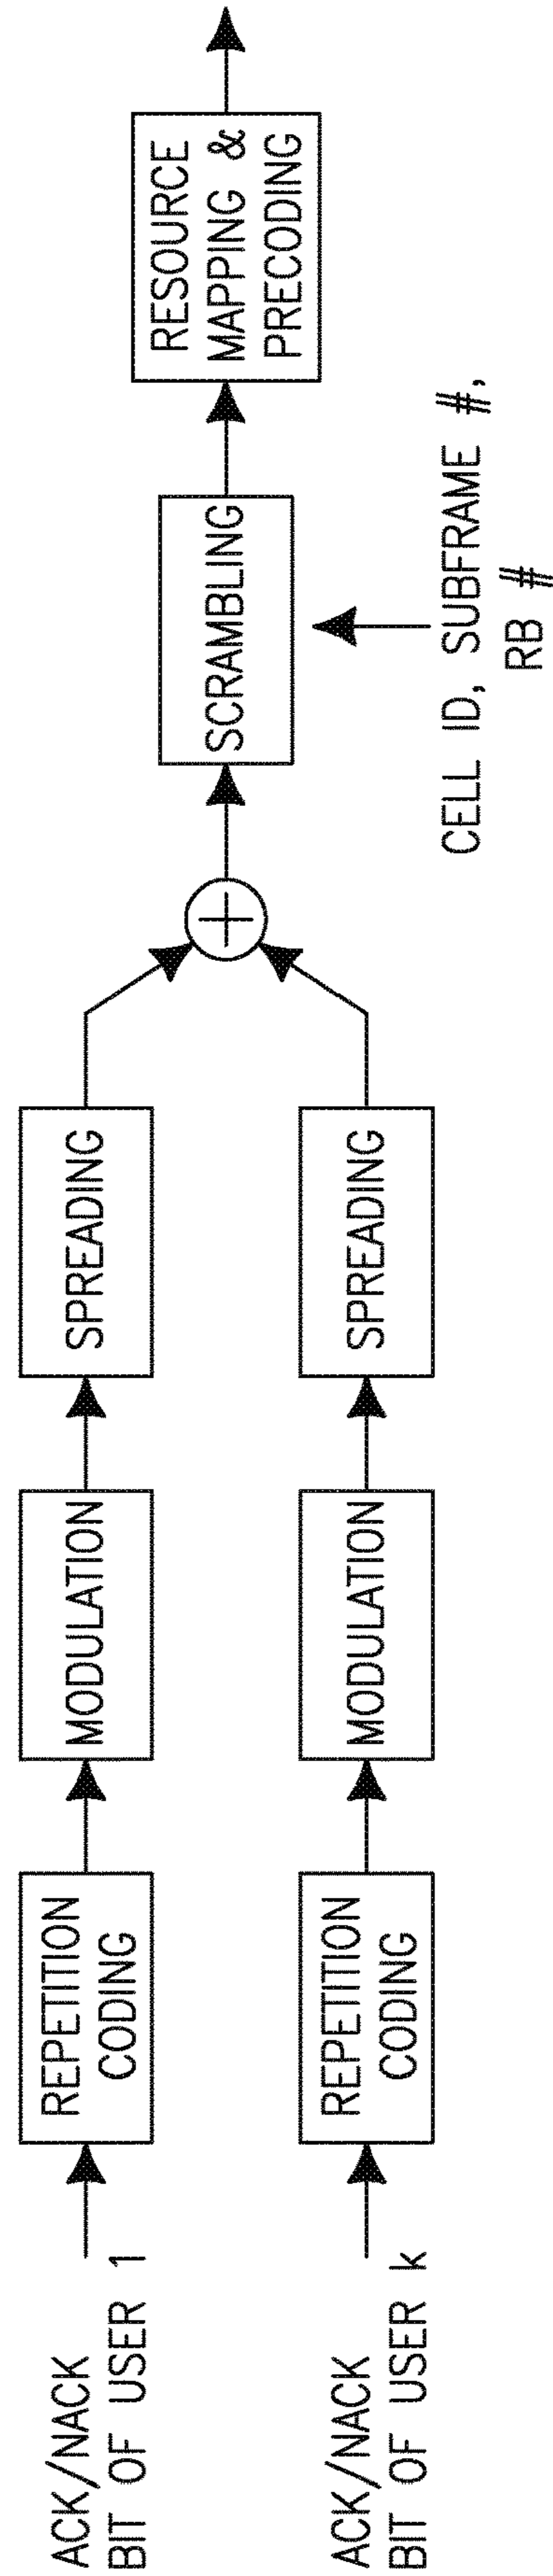 ACK/NACK
BIT OF USER 1
REPETITION
CODING
MODULATION
SPREADING
ACK/NACK
BIT OF USER k
REPETITION
CODING
MODULATION
SPREADING
SCRAMBLING
CELL ID, SUBFRAME #,
RB #
RESOURCE
MAPPING &
PRECODING